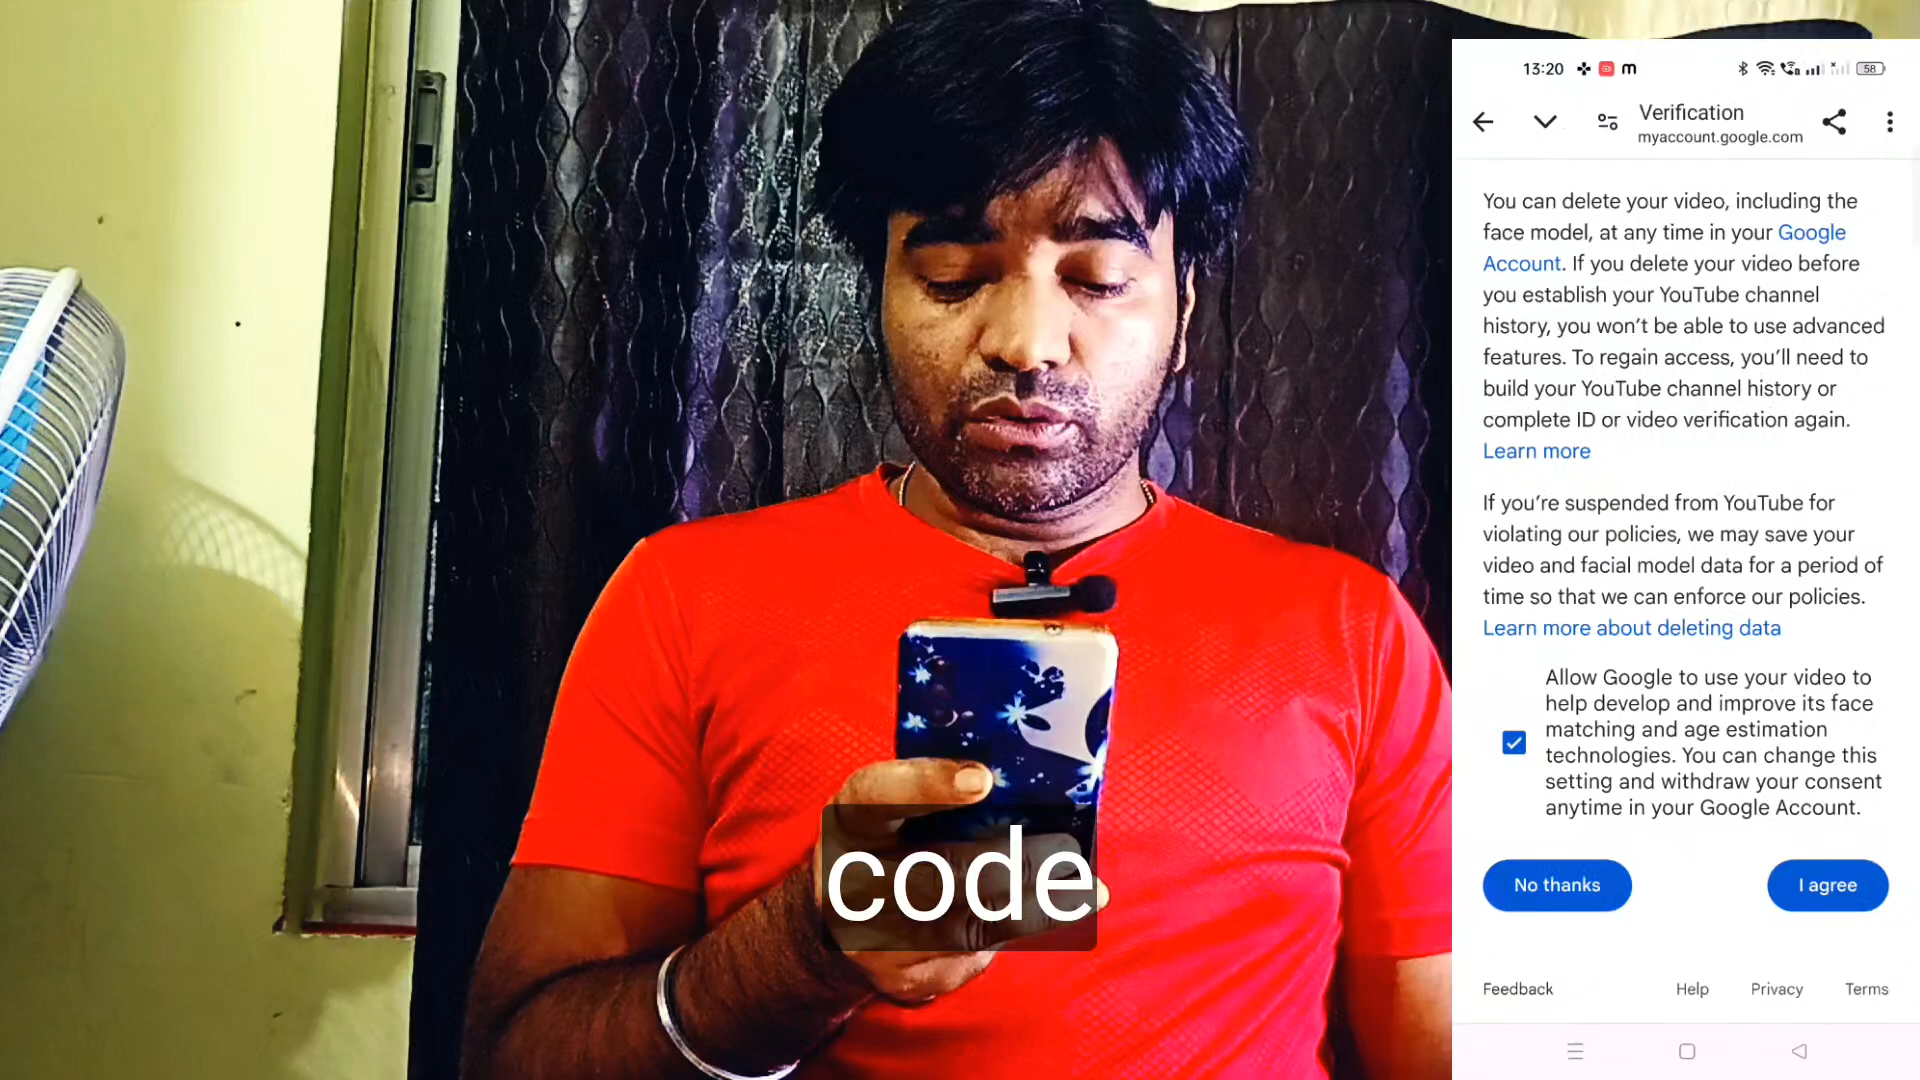 13:20
58
Verification
myaccount.google.com
You can delete your video, including the
face model, at any time in your Google
Account. If you delete your video before
you establish your YouTube channel
history, you won’t be able to use advanced
features. To regain access, you’ll need to
build your YouTube channel history or
complete ID or video verification again.
Learn more
If you’re suspended from YouTube for
violating our policies, we may save your
video and facial model data for a period of
time so that we can enforce our policies.
Learn more about deleting data
Allow Google to use your video to
help develop and improve its face
matching and age estimation
technologies. You can change this
setting and withdraw your consent
anytime in your Google Account.
No thanks
I agree
code
Feedback
Help
Privacy
Terms